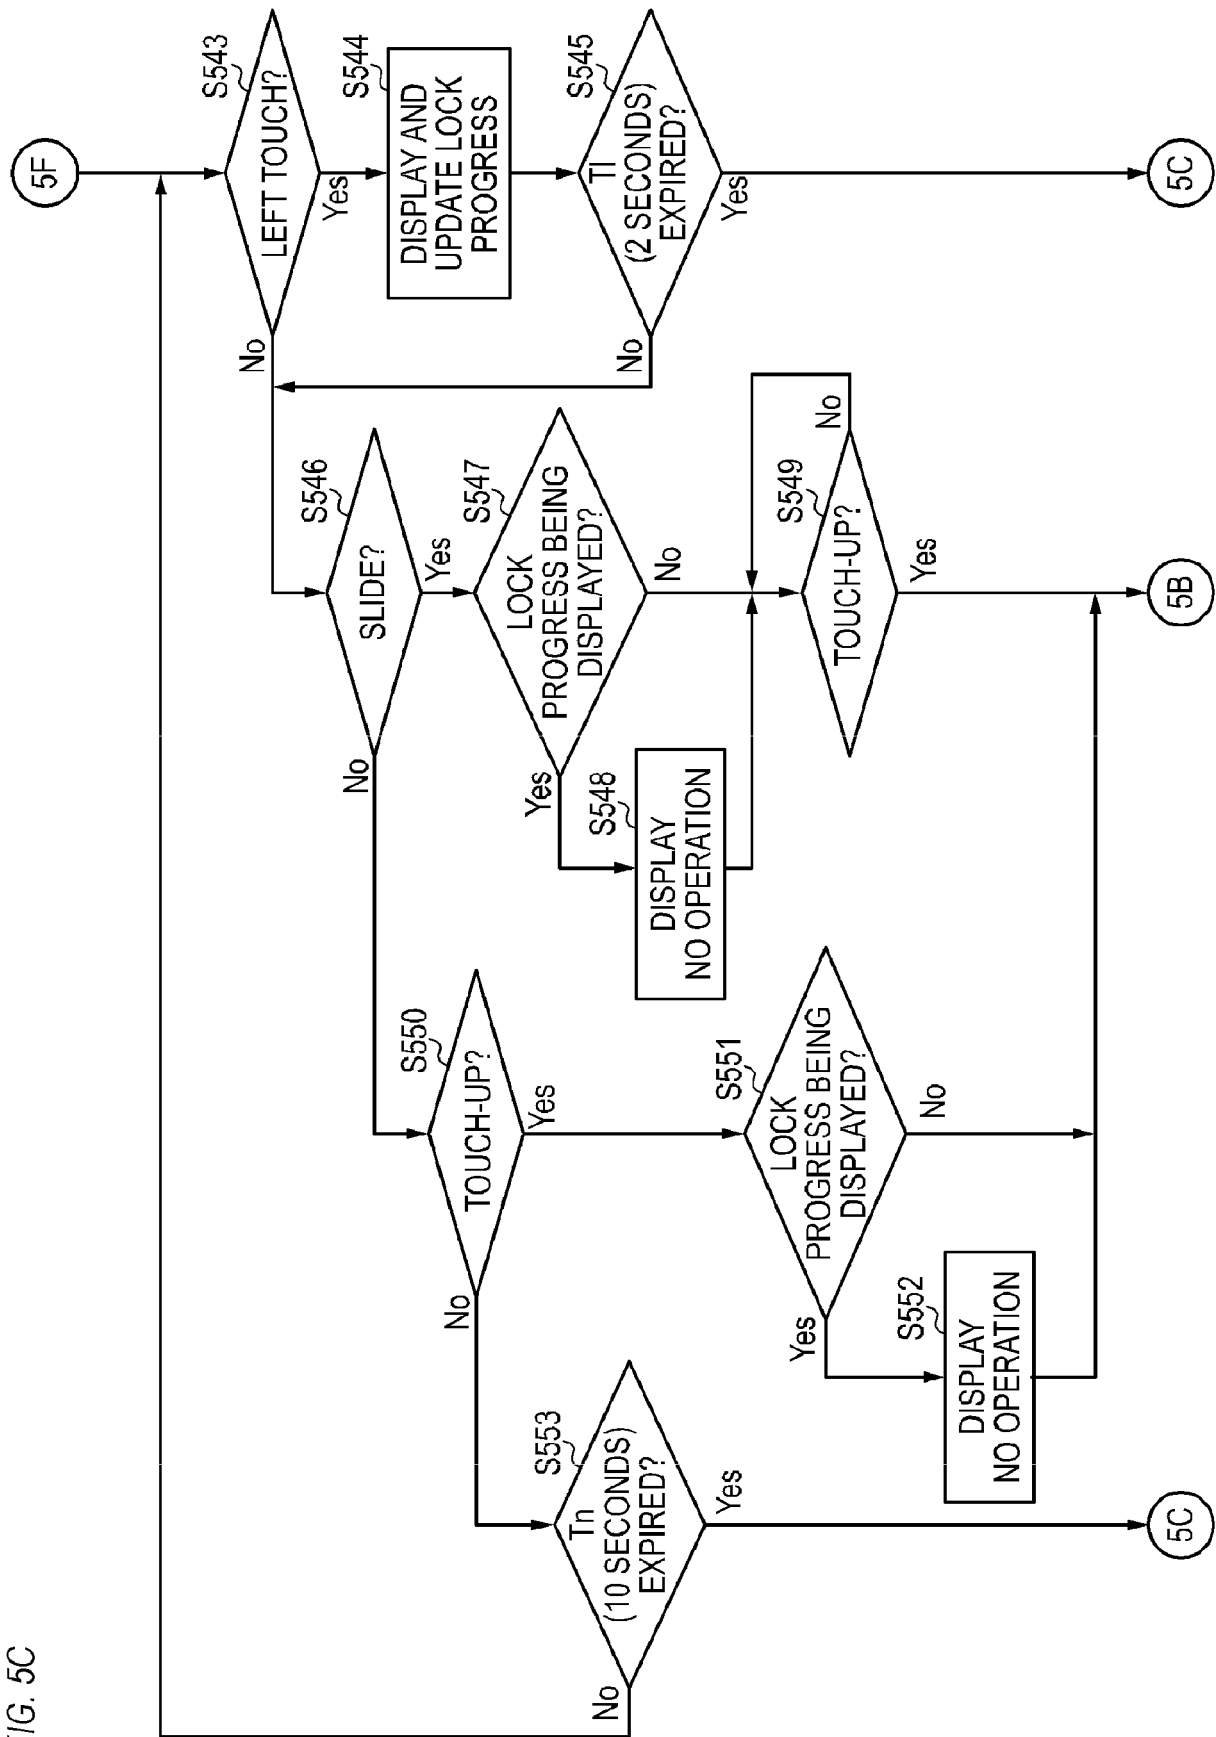 FIG. 5C
5F
S543
LEFT TOUCH?
No
Yes
S544
DISPLAY AND
UPDATE LOCK
PROGRESS
S545
Tl
(2 SECONDS)
EXPIRED?
No
Yes
5C
S546
SLIDE?
No
Yes
S547
LOCK
PROGRESS BEING
DISPLAYED?
Yes
No
S548
DISPLAY
NO OPERATION
S549
TOUCH-UP?
No
Yes
5B
S550
TOUCH-UP?
No
Yes
S551
LOCK
PROGRESS BEING
DISPLAYED?
Yes
No
S552
DISPLAY
NO OPERATION
S553
Tn
(10 SECONDS)
EXPIRED?
No
Yes
5C